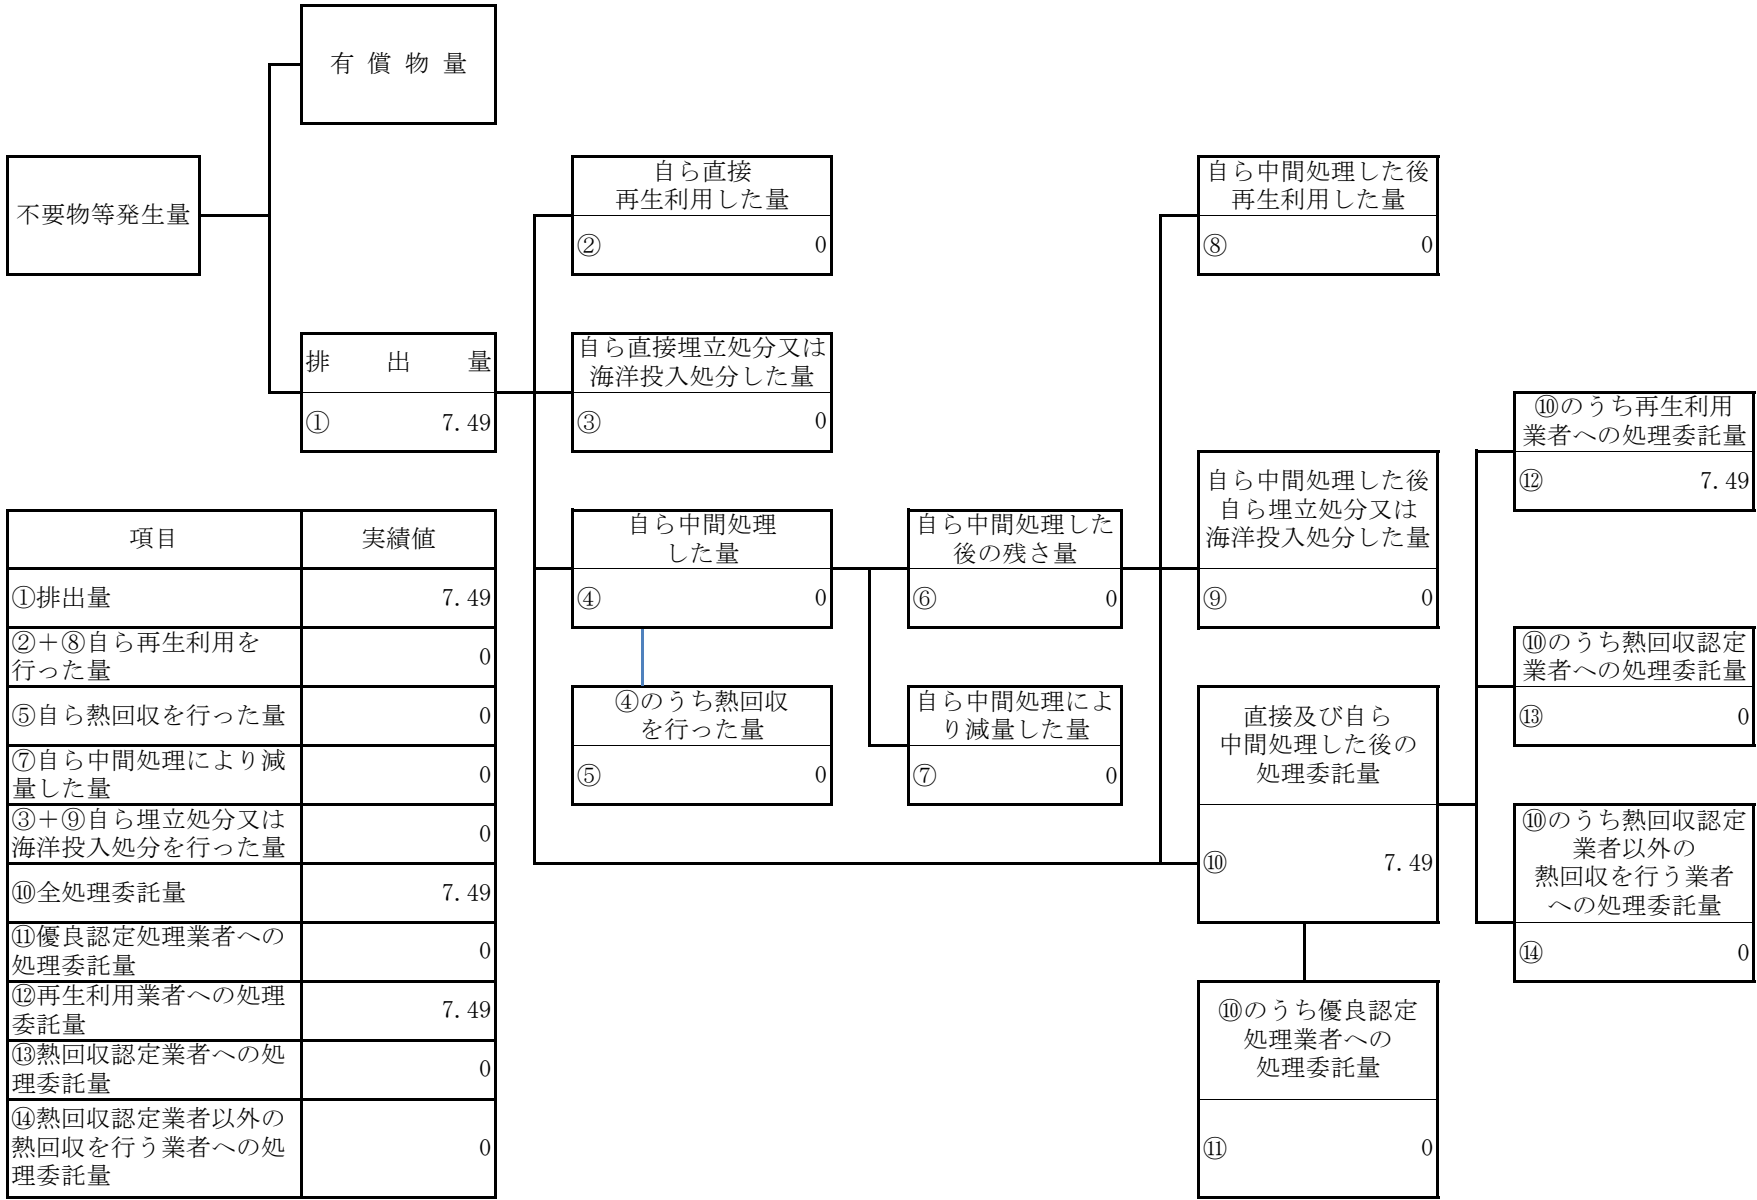 有償物量
不要物等発生量
自ら直接
再生利用した量
② 0
自ら中間処理した後
再生利用した量
⑧ 0
排出量
① 7.49
自ら直接埋立処分又は
海洋投入処分した量
③ 0
⑩のうち再生利用
業者への処理委託量
⑫ 7.49
自ら中間処理した後
自ら埋立処分又は
海洋投入処分した量
⑨ 0
自ら中間処理
した量
④ 0
自ら中間処理した
後の残さ量
⑥ 0
⑩のうち熱回収認定
業者への処理委託量
⑬ 0
④のうち熱回収
を行った量
⑤ 0
自ら中間処理によ
り減量した量
⑦ 0
直接及び自ら
中間処理した後の
処理委託量
⑩ 7.49
⑩のうち熱回収認定
業者以外の
熱回収を行う業者
への処理委託量
⑭ 0
⑩のうち優良認定
処理業者への
処理委託量
⑪ 0
項目 実績値
①排出量 7.49
②＋⑧自ら再生利用を
行った量 0
⑤自ら熱回収を行った量 0
⑦自ら中間処理により減
量した量 0
③＋⑨自ら埋立処分又は
海洋投入処分を行った量 0
⑩全処理委託量 7.49
⑪優良認定処理業者への
処理委託量 0
⑫再生利用業者への処理
委託量 7.49
⑬熱回収認定業者への処
理委託量 0
⑭熱回収認定業者以外の
熱回収を行う業者への処
理委託量 0